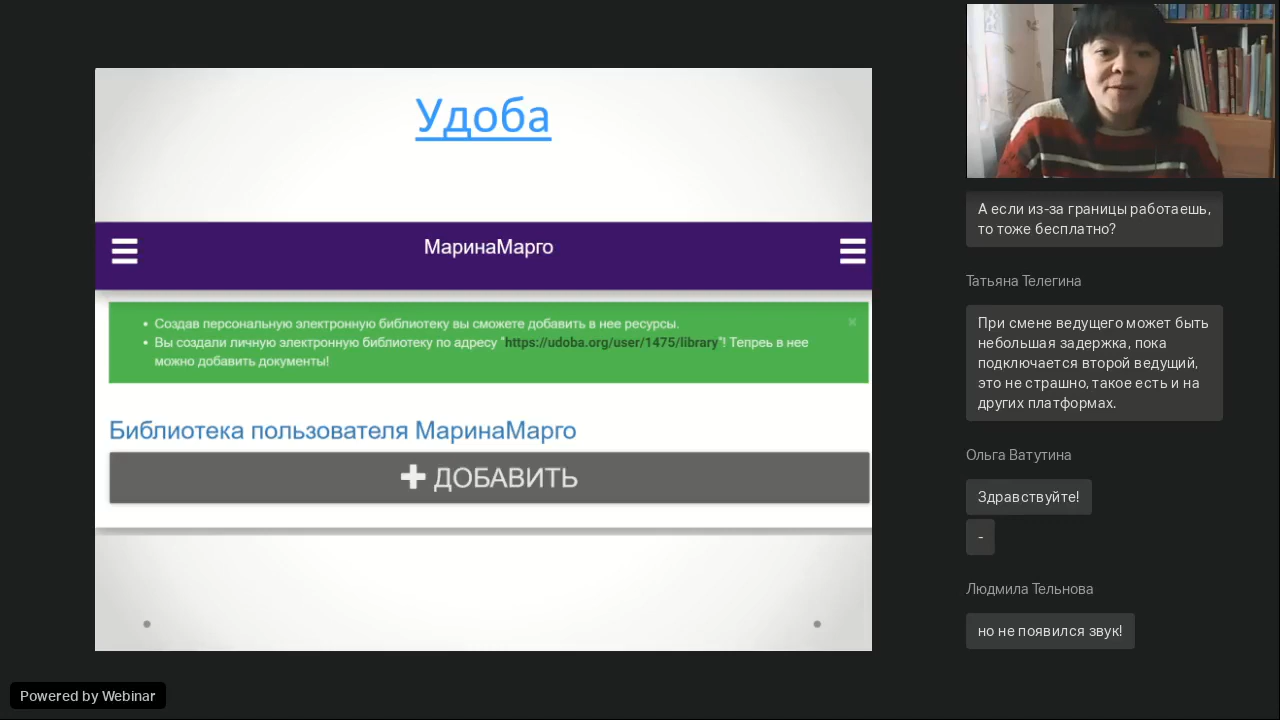 Удоба
МаринаМарго
• Создав персональную электронную библиотеку вы сможете добавить в нее ресурсы.
×
• Вы создали личную электронную библиотеку по адресу "https://udoba.org/user/1475/library"! Тепреь в нее
можно добавить документы!
Библиотека пользователя МаринаМарго
+ ДОБАВИТЬ
А если из-за границы работаешь,
то тоже бесплатно?
Татьяна Телегина
При смене ведущего может быть
небольшая задержка, пока
подключается второй ведущий,
это не страшно, такое есть и на
других платформах.
Ольга Ватутина
Здравствуйте!
-
Людмила Тельнова
но не появился звук!
Powered by Webinar